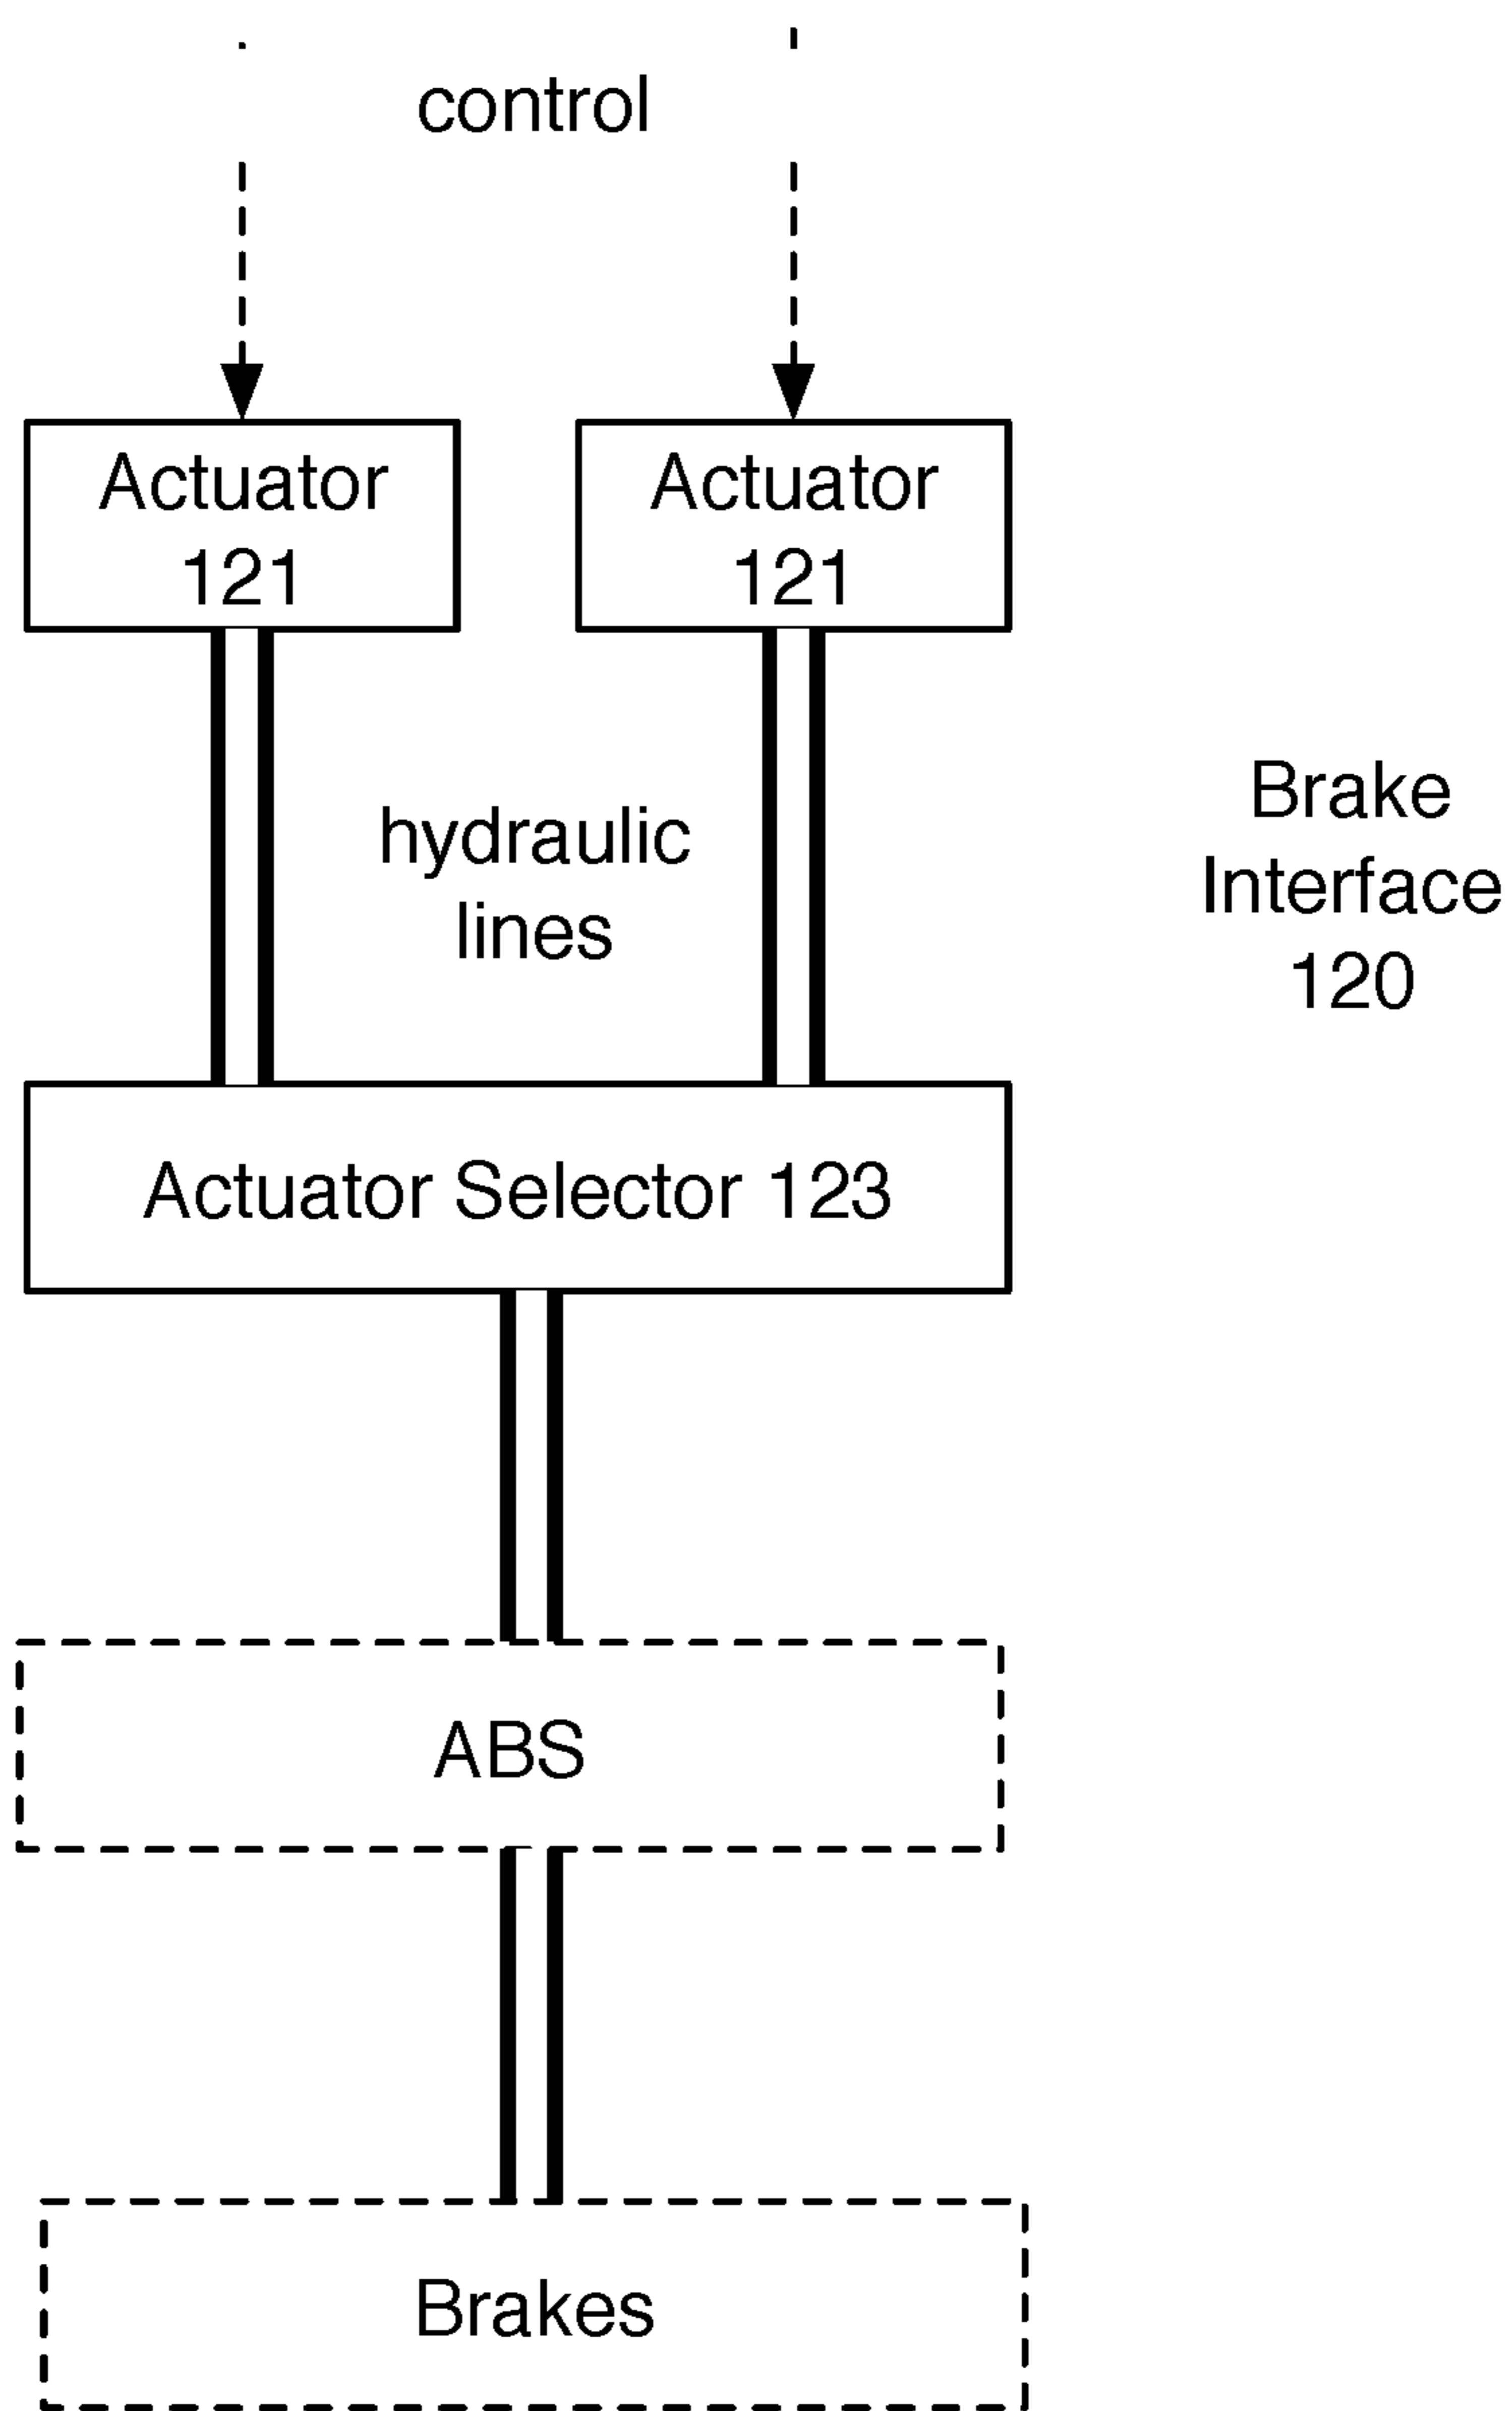 control
Actuator
121
Actuator
121
hydraulic
lines
Brake
Interface
120
Actuator Selector 123
ABS
Brakes